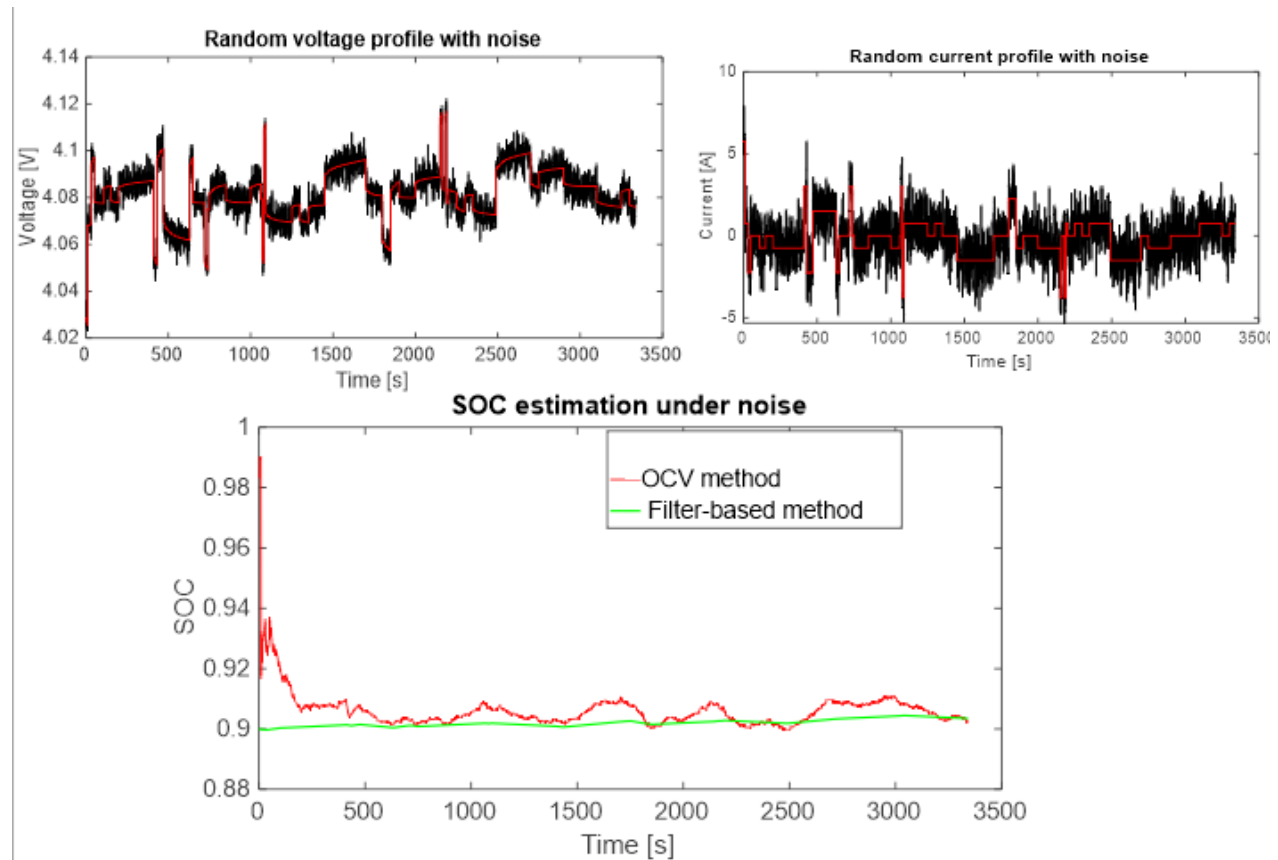 Random voltage profile with noise
4.14
4.12
4.1
4.08
4.06
4.04
4.02
Voltage [V]
0 500 1000 1500 2000 2500 3000 3500
Time [s]
Random current profile with noise
10
5
0
-5
Current [A]
0 500 1000 1500 2000 2500 3000 3500
Time [s]
SOC estimation under noise
1
0.98
0.96
0.94
0.92
0.9
0.88
SOC
OCV method
Filter-based method
0 500 1000 1500 2000 2500 3000 3500
Time [s]